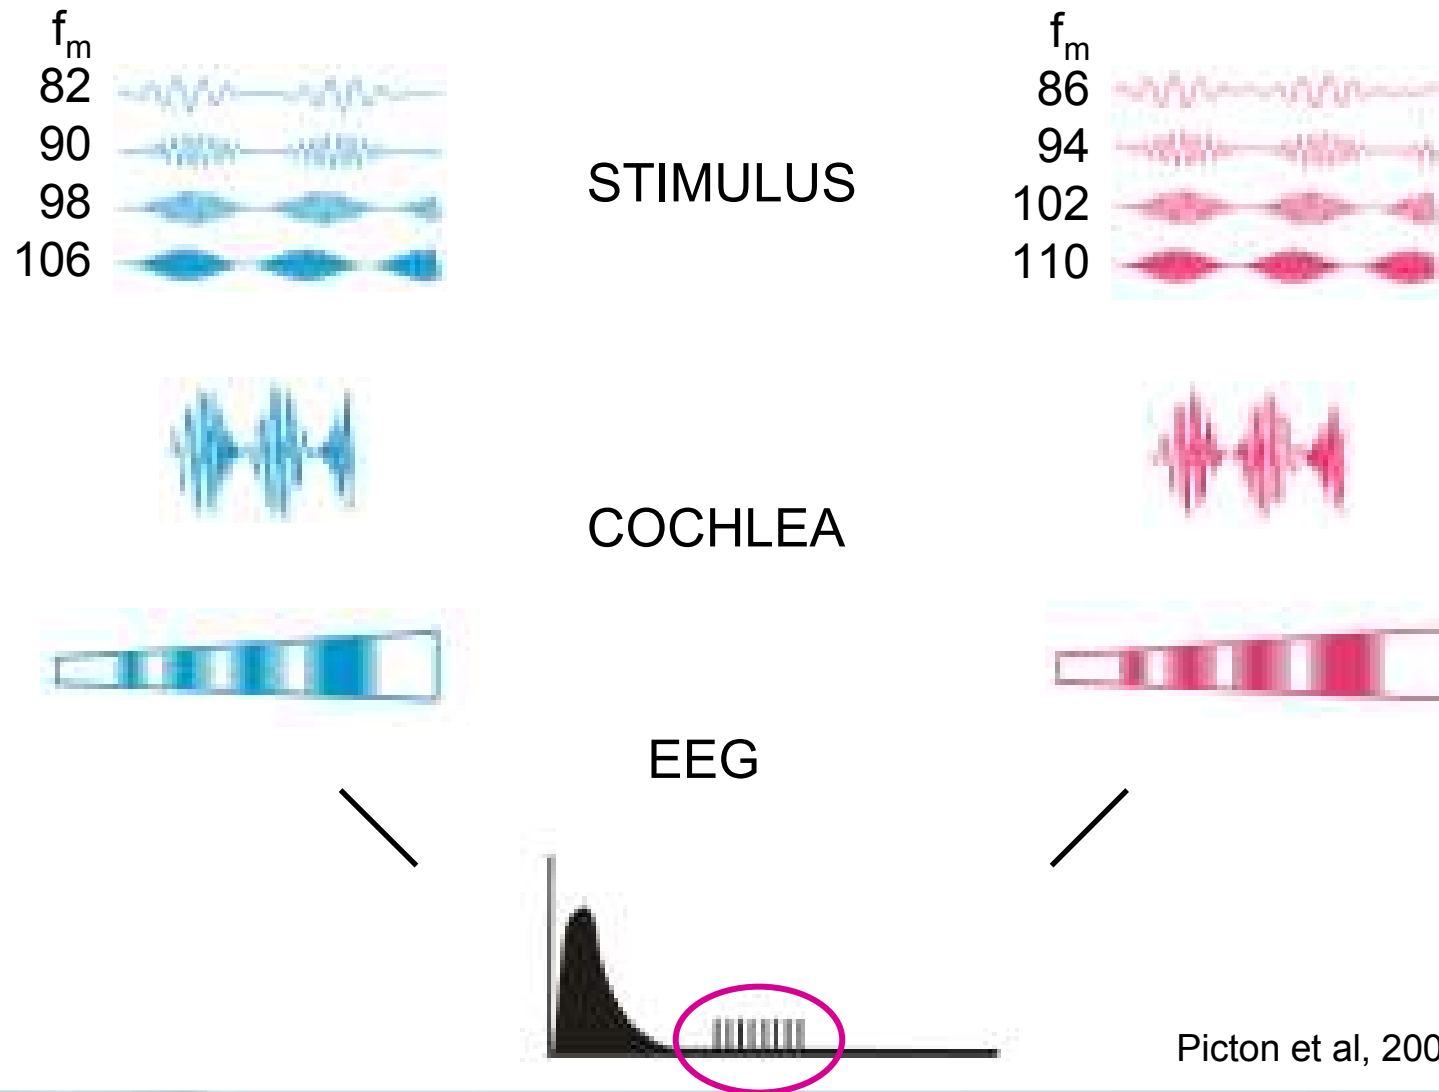 fm
82
90
98
106
STIMULUS
fm
86
94
102
110
COCHLEA
EEG
Picton et al, 200